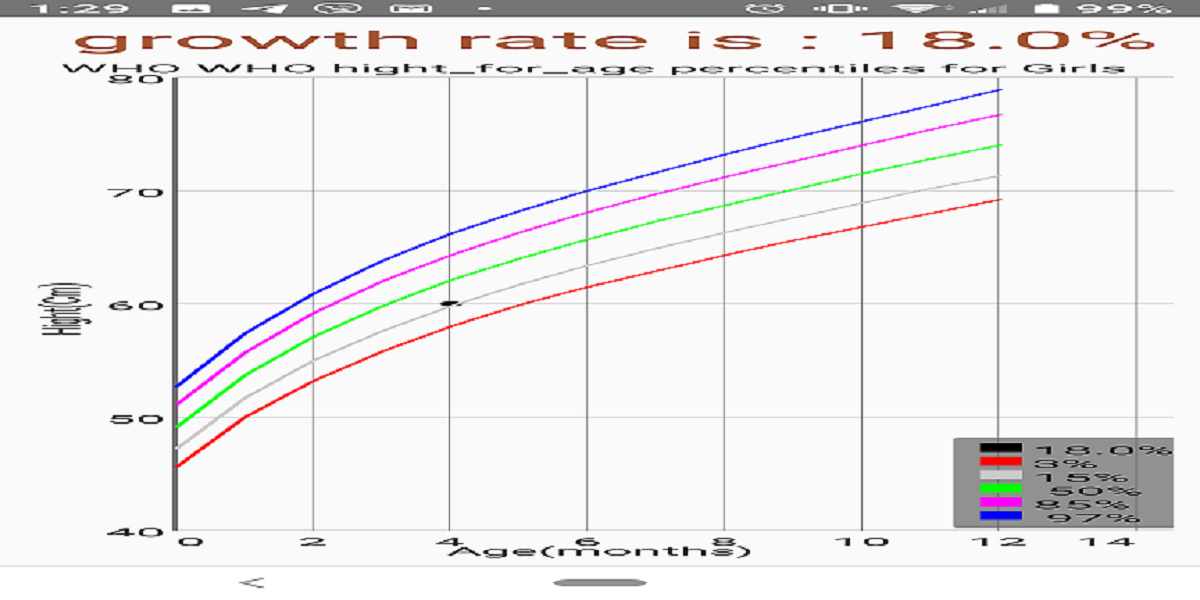 1:29 99%
growth rate is : 18.0%
WHO WHO hight_for_age percentiles for Girls
80
70
Hight(Cm)
60
50
40
0 2 4 6 8 10 12 14
Age(months)
18.0%
3%
15%
50%
85%
97%